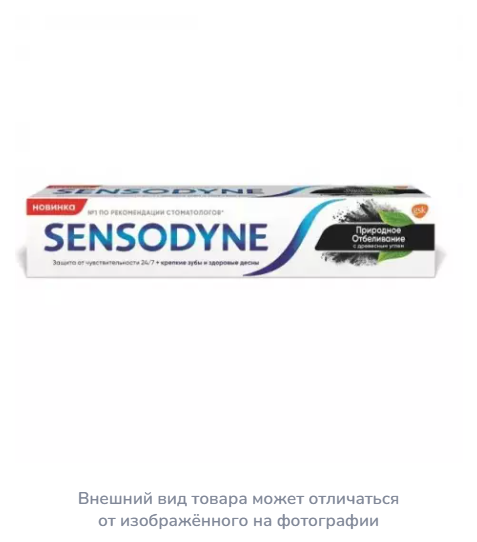 SENSODYNE
НОВИНКА
№1 ПО РЕКОМЕНДАЦИИ СТОМАТОЛОГОВ*
SENSODYNE
Защита от чувствительности 24/7 • крепкие зубы и здоровые десны
gsk
Природное
Отбеливание
с древесным углем
Внешний вид товара может отличаться
от изображённого на фотографии